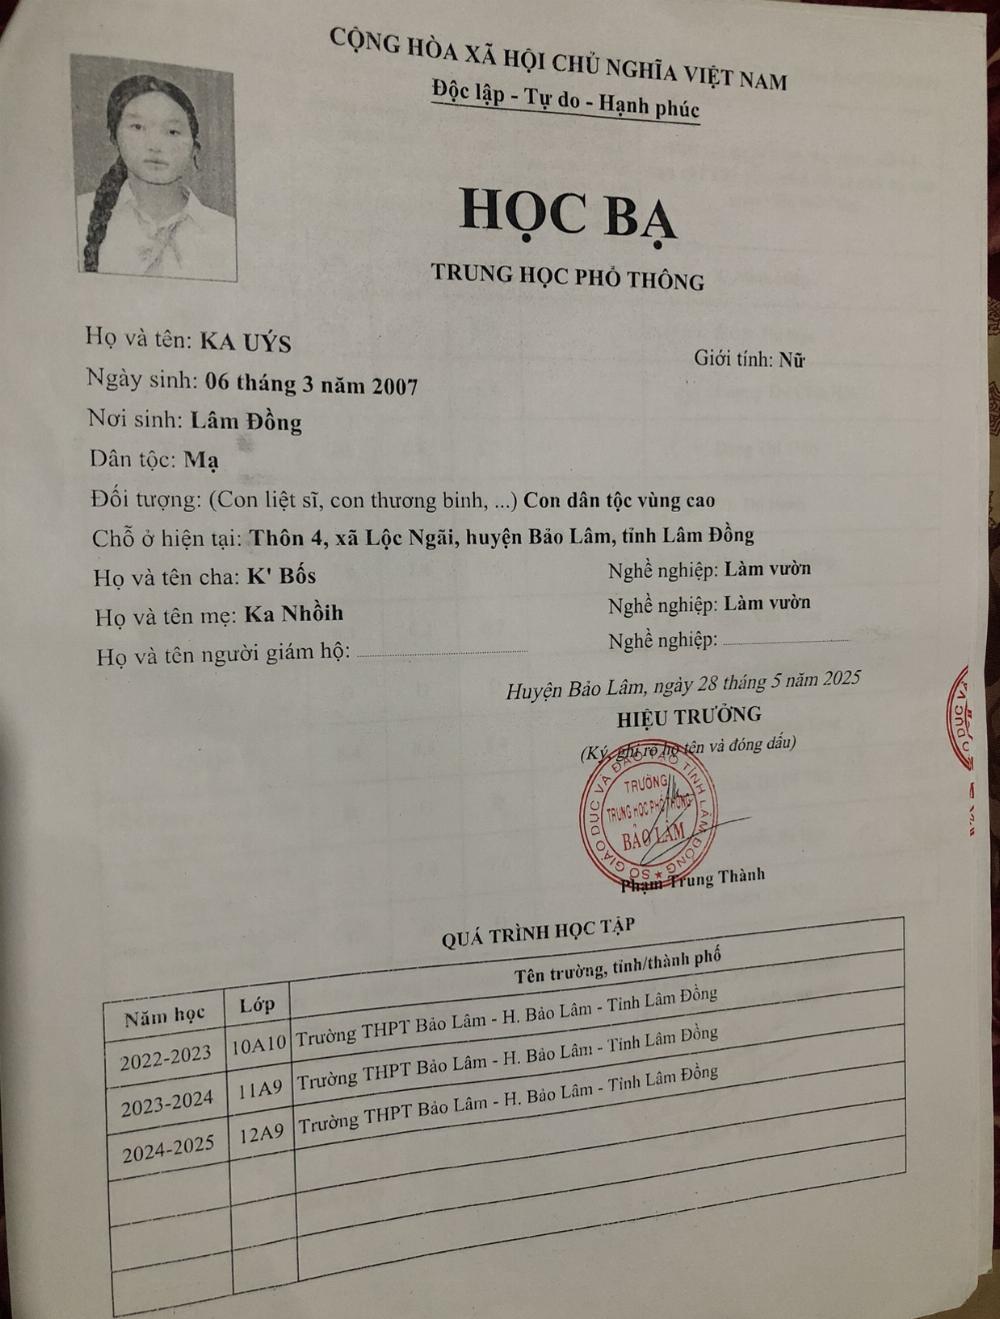 CỘNG HÒA XÃ HỘI CHỦ NGHĨA VIỆT NAM
Độc lập - Tự do - Hạnh phúc
HỌC BẠ
TRUNG HỌC PHỔ THÔNG
Họ và tên: KA UÝS
Giới tính: Nữ
Ngày sinh: 06 tháng 3 năm 2007
Nơi sinh: Lâm Đồng
Dân tộc: Mạ
Đối tượng: (Con liệt sĩ, con thương binh, ...) Con dân tộc vùng cao
Chỗ ở hiện tại: Thôn 4, xã Lộc Ngãi, huyện Bảo Lâm, tỉnh Lâm Đồng
Họ và tên cha: K' Bốs Nghề nghiệp: Làm vườn
Họ và tên mẹ: Ka Nhồih Nghề nghiệp: Làm vườn
Họ và tên người giám hộ: Nghề nghiệp:
Huyện Bảo Lâm, ngày 28 tháng 5 năm 2025
HIỆU TRƯỞNG
(Ký, ghi rõ họ tên và đóng dấu)
SỞ GIÁO DỤC VÀ ĐÀO TẠO TỈNH LÂM ĐỒNG
TRƯỜNG
TRUNG HỌC PHỔ THÔNG
BẢO LÂM
Phạm Trung Thành
QUÁ TRÌNH HỌC TẬP
Năm học Lớp Tên trường, tỉnh/thành phố
2022-2023 10A10 Trường THPT Bảo Lâm - H. Bảo Lâm - Tỉnh Lâm Đồng
2023-2024 11A9 Trường THPT Bảo Lâm - H. Bảo Lâm - Tỉnh Lâm Đồng
2024-2025 12A9 Trường THPT Bảo Lâm - H. Bảo Lâm - Tỉnh Lâm Đồng